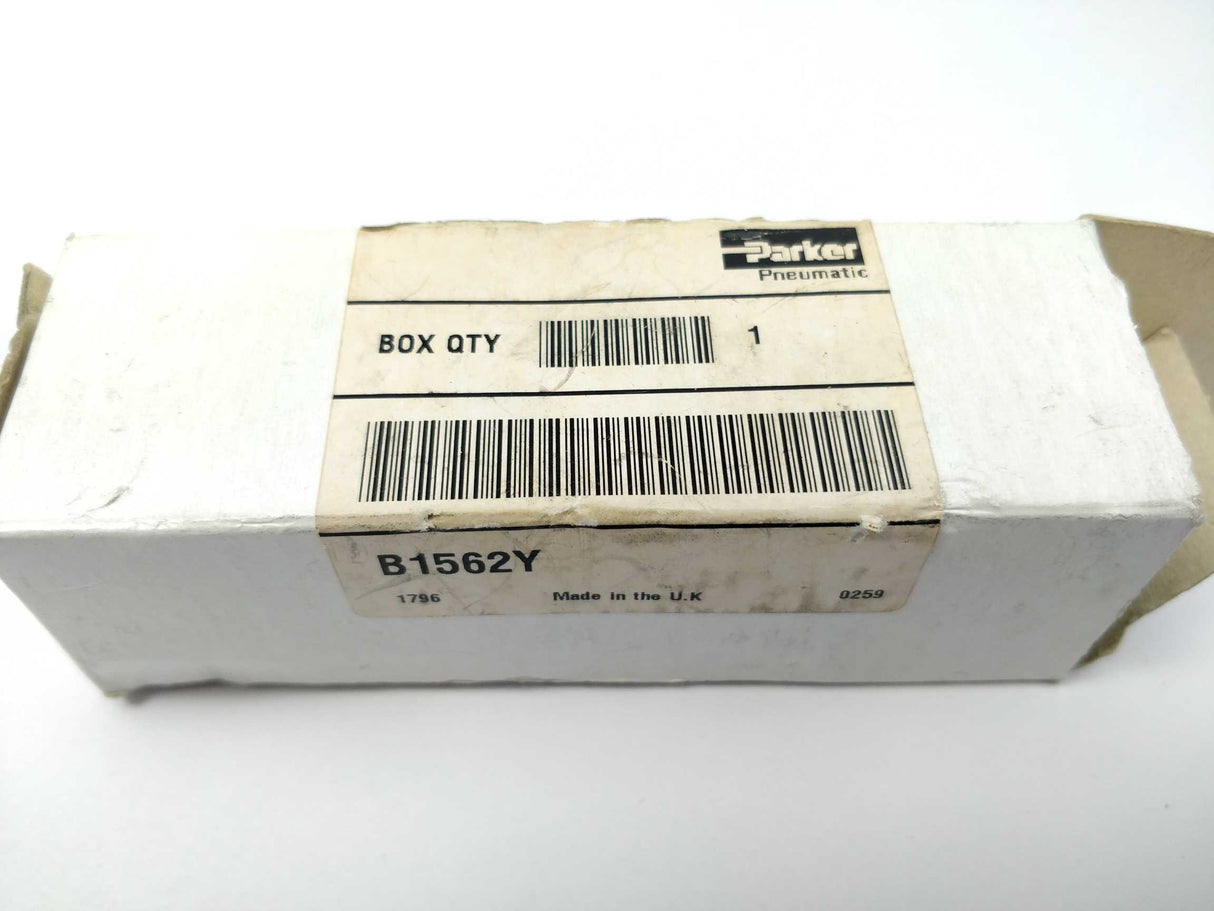 Parker
Pneumatic
BOX QTY 1
B1562Y
1796 Made in the U.K 0259